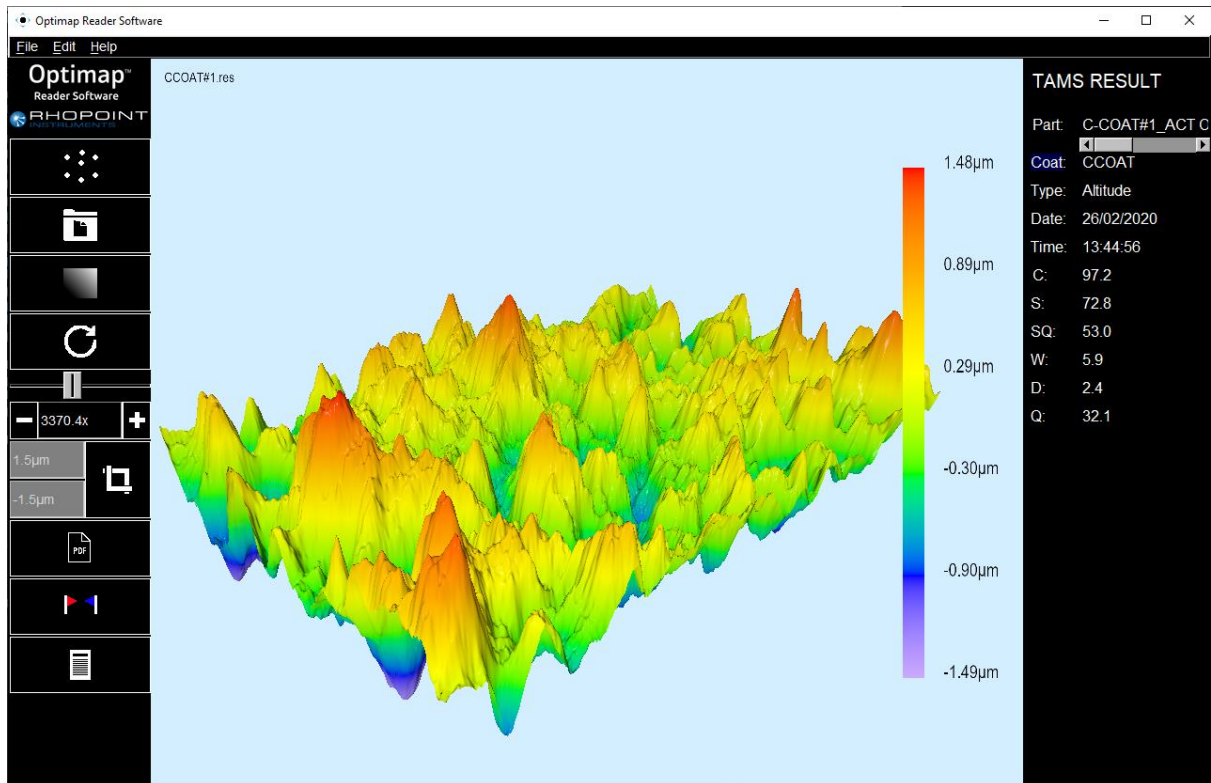 Optimap Reader Software
File Edit Help
Optimap™
Reader Software
RHOPOINT
INSTRUMENTS
3370.4x
1.5µm
-1.5µm
PDF
CCOAT#1.res
1.48µm
0.89µm
0.29µm
-0.30µm
-0.90µm
-1.49µm
TAMS RESULT
Part: C-COAT#1_ACT C
Coat: CCOAT
Type: Altitude
Date: 26/02/2020
Time: 13:44:56
C: 97.2
S: 72.8
SQ: 53.0
W: 5.9
D: 2.4
Q: 32.1